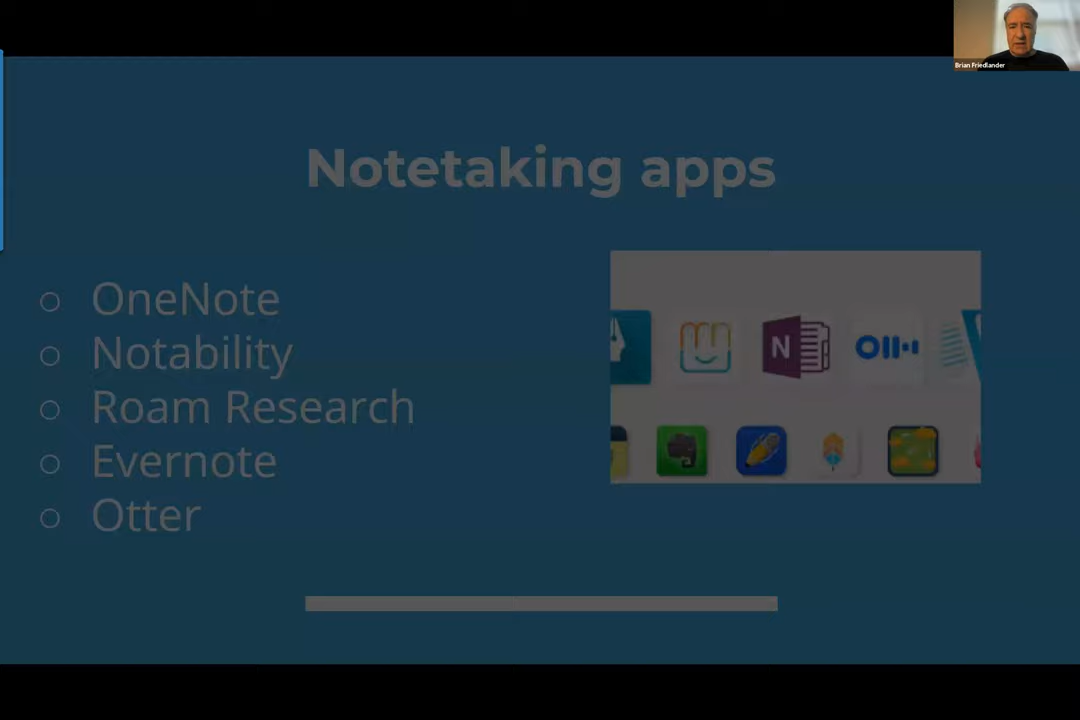 Brian Friedlander
Notetaking apps
OneNote
Notability
Roam Research
Evernote
Otter
N